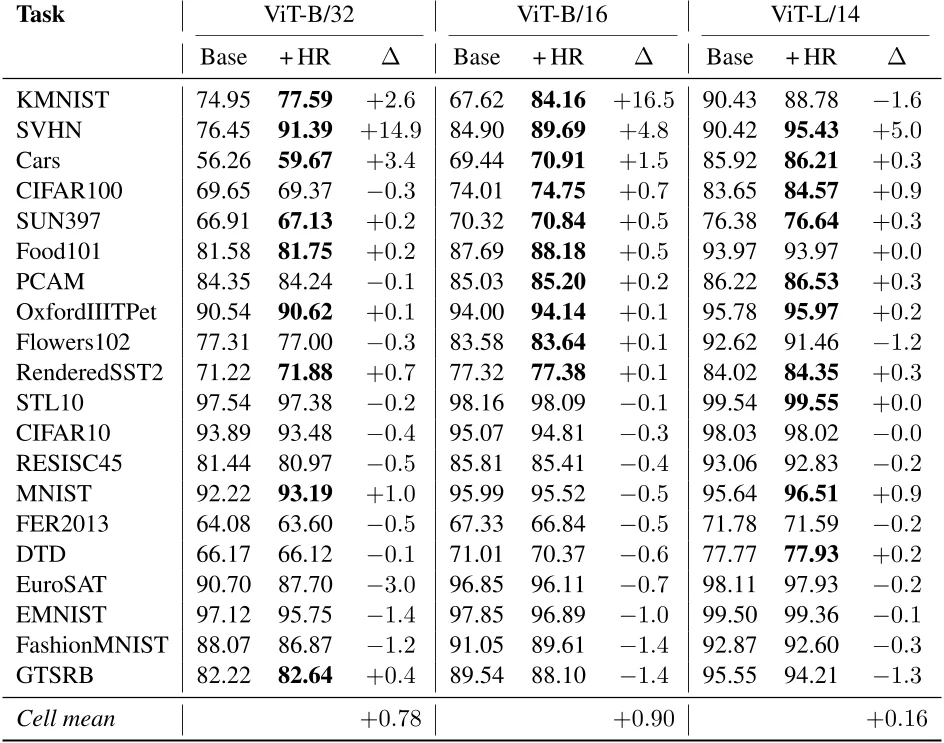 Task ViT-B/32 ViT-B/16 ViT-L/14
Base + HR Δ Base + HR Δ Base + HR Δ
KMNIST 74.95 77.59 +2.6 67.62 84.16 +16.5 90.43 88.78 −1.6
SVHN 76.45 91.39 +14.9 84.90 89.69 +4.8 90.42 95.43 +5.0
Cars 56.26 59.67 +3.4 69.44 70.91 +1.5 85.92 86.21 +0.3
CIFAR100 69.65 69.37 −0.3 74.01 74.75 +0.7 83.65 84.57 +0.9
SUN397 66.91 67.13 +0.2 70.32 70.84 +0.5 76.38 76.64 +0.3
Food101 81.58 81.75 +0.2 87.69 88.18 +0.5 93.97 93.97 +0.0
PCAM 84.35 84.24 −0.1 85.03 85.20 +0.2 86.22 86.53 +0.3
OxfordIIITPet 90.54 90.62 +0.1 94.00 94.14 +0.1 95.78 95.97 +0.2
Flowers102 77.31 77.00 −0.3 83.58 83.64 +0.1 92.62 91.46 −1.2
RenderedSST2 71.22 71.88 +0.7 77.32 77.38 +0.1 84.02 84.35 +0.3
STL10 97.54 97.38 −0.2 98.16 98.09 −0.1 99.54 99.55 +0.0
CIFAR10 93.89 93.48 −0.4 95.07 94.81 −0.3 98.03 98.02 −0.0
RESISC45 81.44 80.97 −0.5 85.81 85.41 −0.4 93.06 92.83 −0.2
MNIST 92.22 93.19 +1.0 95.99 95.52 −0.5 95.64 96.51 +0.9
FER2013 64.08 63.60 −0.5 67.33 66.84 −0.5 71.78 71.59 −0.2
DTD 66.17 66.12 −0.1 71.01 70.37 −0.6 77.77 77.93 +0.2
EuroSAT 90.70 87.70 −3.0 96.85 96.11 −0.7 98.11 97.93 −0.2
EMNIST 97.12 95.75 −1.4 97.85 96.89 −1.0 99.50 99.36 −0.1
FashionMNIST 88.07 86.87 −1.2 91.05 89.61 −1.4 92.87 92.60 −0.3
GTSRB 82.22 82.64 +0.4 89.54 88.10 −1.4 95.55 94.21 −1.3
Cell mean +0.78 +0.90 +0.16